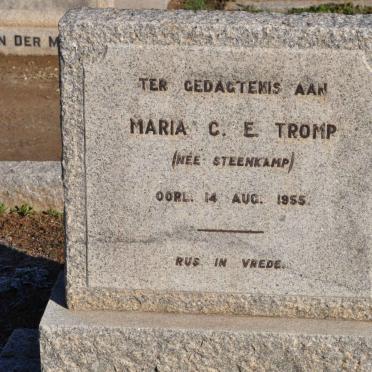 N DER M
TER GEDAGTENIS AAN
MARIA C. E. TROMP
(NÉE STEENKAMP)
OORL. 14 AUG. 1955.
RUS IN VREDE.